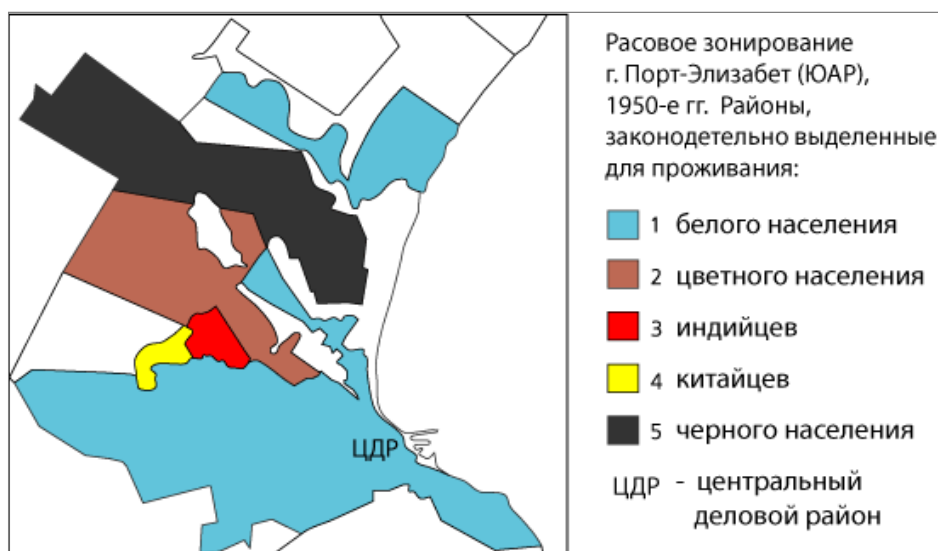 Расовое зонирование
г. Порт-Элизабет (ЮАР),
1950-е гг. Районы,
законодетельно выделенные
для проживания:
1 белого населения
2 цветного населения
3 индийцев
4 китайцев
5 черного населения
ЦДР - центральный
деловой район
ЦДР